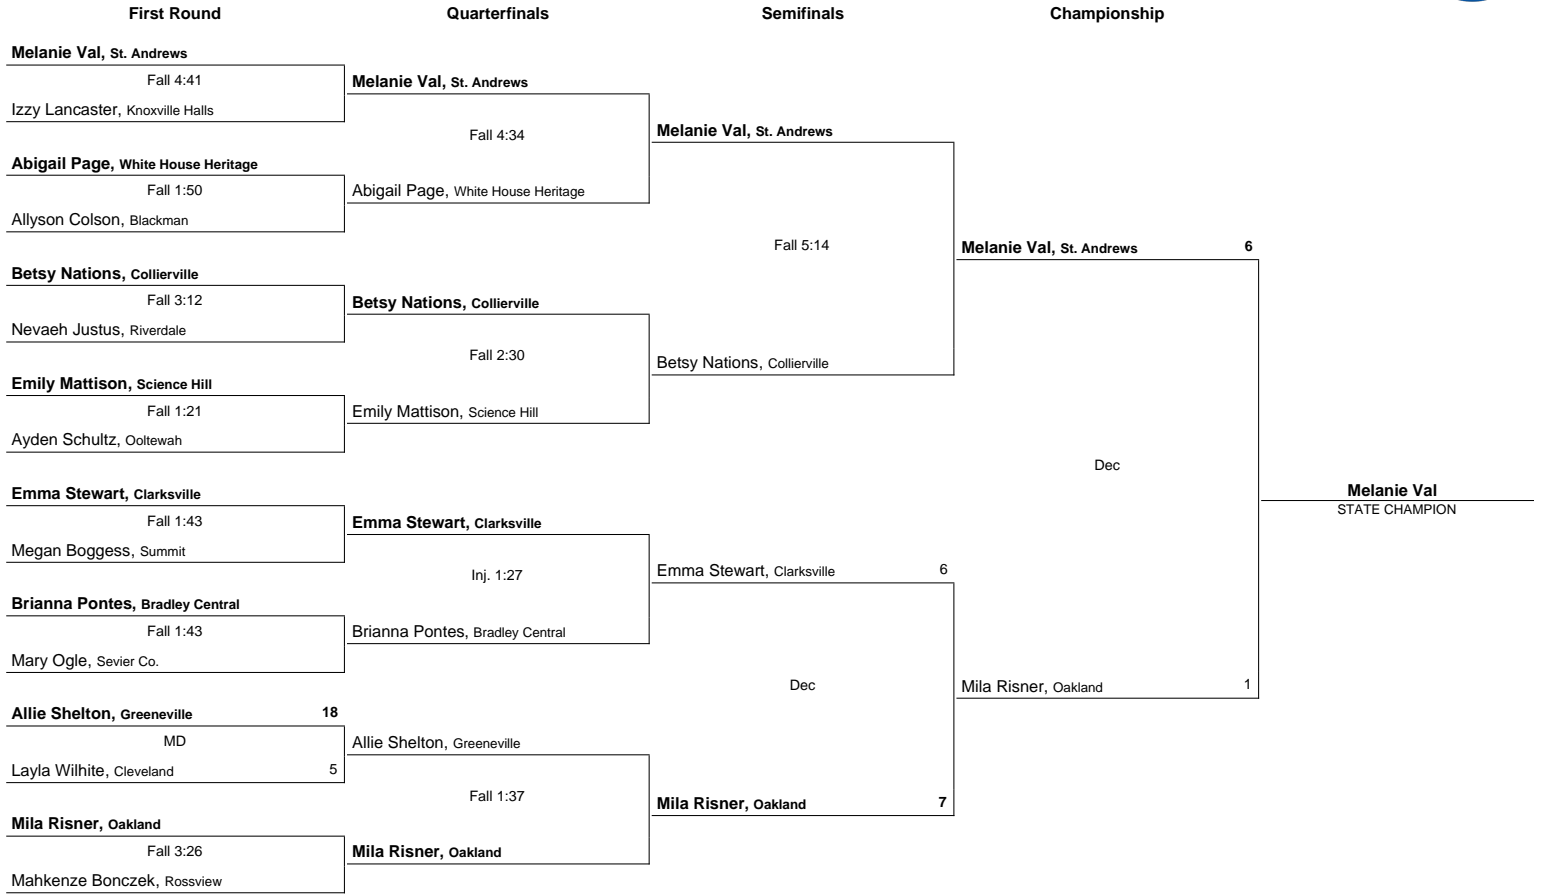 First Round
Quarterfinals
Semifinals
Championship
Melanie Val, St. Andrews
Fall 4:41
Izzy Lancaster, Knoxville Halls
Abigail Page, White House Heritage
Fall 1:50
Allyson Colson, Blackman
Betsy Nations, Collierville
Fall 3:12
Nevaeh Justus, Riverdale
Emily Mattison, Science Hill
Fall 1:21
Ayden Schultz, Ooltewah
Emma Stewart, Clarksville
Fall 1:43
Megan Boggess, Summit
Brianna Pontes, Bradley Central
Fall 1:43
Mary Ogle, Sevier Co.
Allie Shelton, Greeneville 18
MD
Layla Wilhite, Cleveland 5
Mila Risner, Oakland
Fall 3:26
Mahkenze Bonczek, Rossview
Melanie Val, St. Andrews
Fall 4:34
Abigail Page, White House Heritage
Betsy Nations, Collierville
Fall 2:30
Emily Mattison, Science Hill
Emma Stewart, Clarksville
Inj. 1:27
Brianna Pontes, Bradley Central
Allie Shelton, Greeneville
Fall 1:37
Mila Risner, Oakland
Melanie Val, St. Andrews
Fall 5:14
Betsy Nations, Collierville
Emma Stewart, Clarksville 6
Dec
Mila Risner, Oakland 7
Melanie Val, St. Andrews 6
Dec
Mila Risner, Oakland 1
Melanie Val
STATE CHAMPION